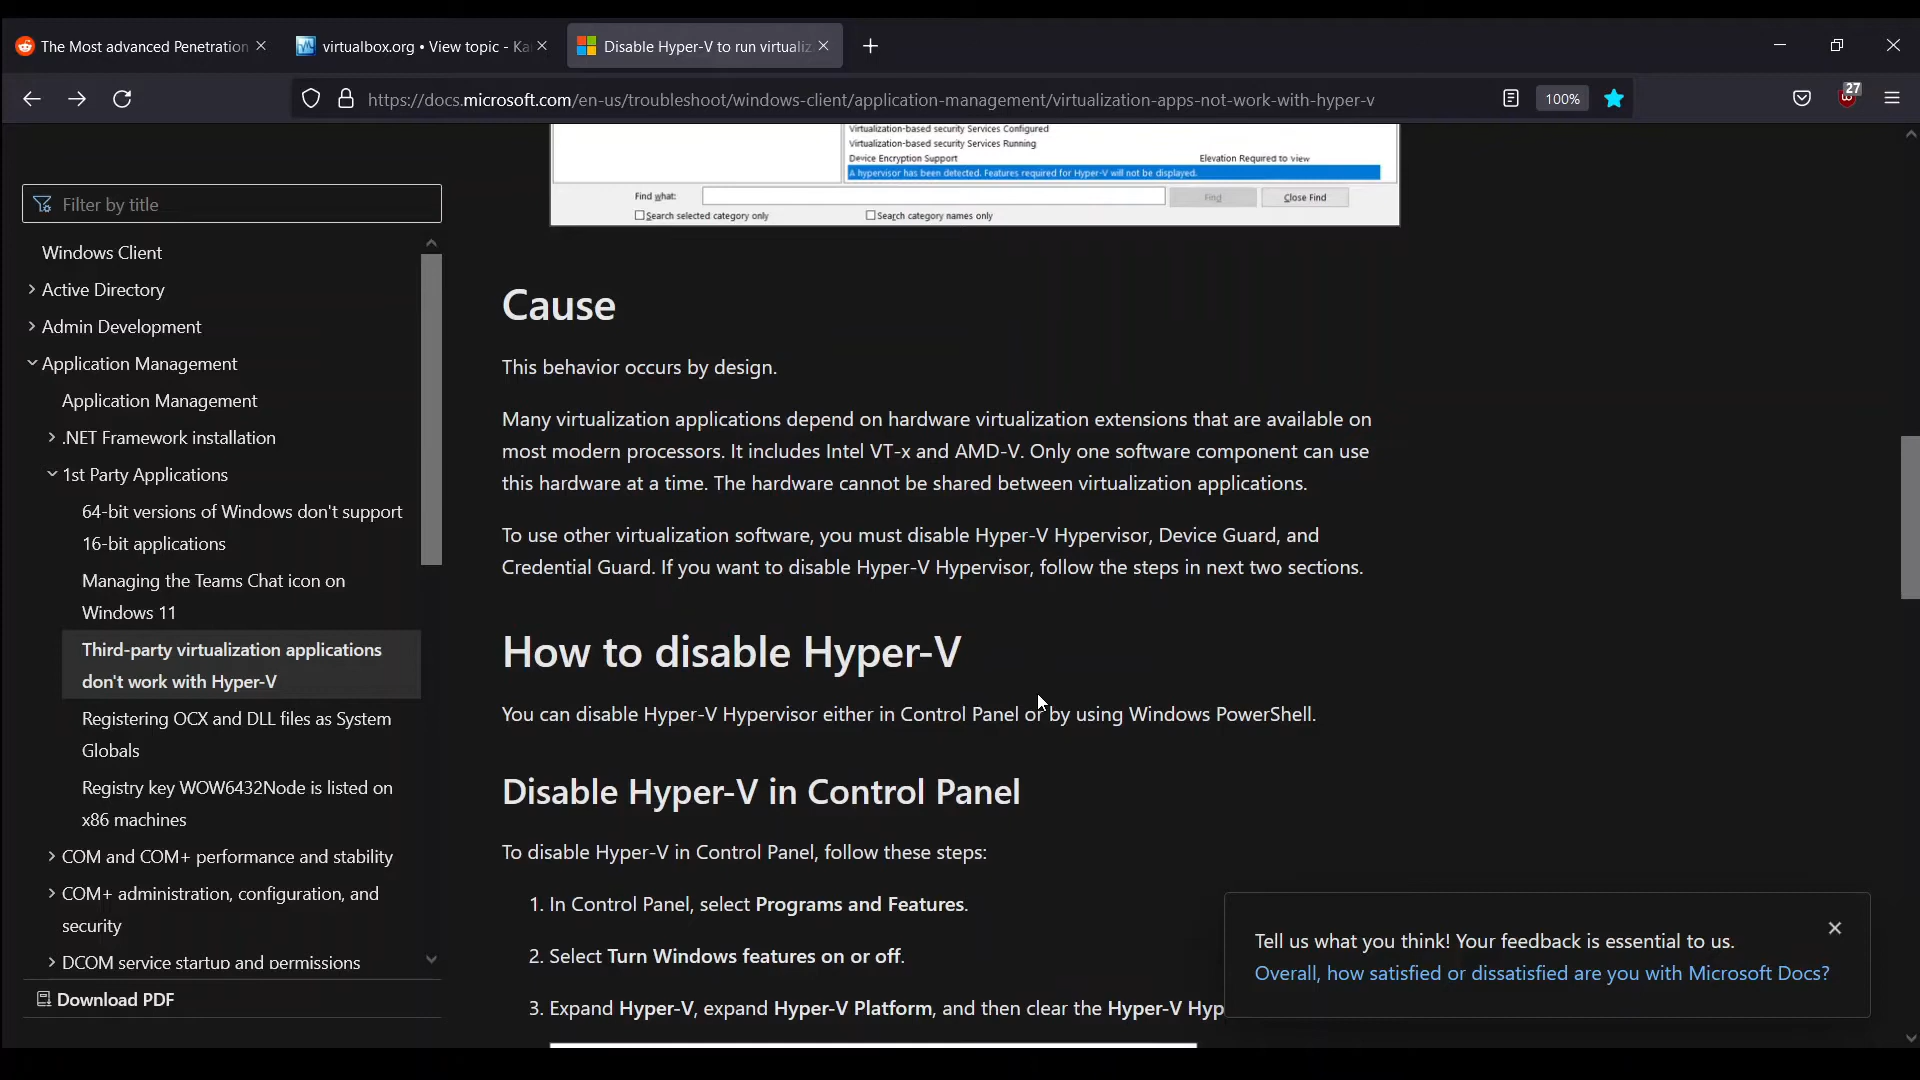 The Most advanced Penetration
virtualbox.org • View topic - Ka
Disable Hyper-V to run virtualiz
https://docs.microsoft.com/en-us/troubleshoot/windows-client/application-management/virtualization-apps-not-work-with-hyper-v
100%
27
Filter by title
Windows Client
Active Directory
Admin Development
Application Management
Application Management
.NET Framework installation
1st Party Applications
64-bit versions of Windows don't support
16-bit applications
Managing the Teams Chat icon on
Windows 11
Third-party virtualization applications
don't work with Hyper-V
Registering OCX and DLL files as System
Globals
Registry key WOW6432Node is listed on
x86 machines
COM and COM+ performance and stability
COM+ administration, configuration, and
security
DCOM service startup and permissions
Download PDF
Virtualization-based security Services Configured
Virtualization-based security Services Running
Device Encryption Support Elevation Required to view
A hypervisor has been detected. Features required for Hyper-V will not be displayed.
Find what: Find Close Find
Search selected category only Search category names only
Cause
This behavior occurs by design.
Many virtualization applications depend on hardware virtualization extensions that are available on
most modern processors. It includes Intel VT-x and AMD-V. Only one software component can use
this hardware at a time. The hardware cannot be shared between virtualization applications.
To use other virtualization software, you must disable Hyper-V Hypervisor, Device Guard, and
Credential Guard. If you want to disable Hyper-V Hypervisor, follow the steps in next two sections.
How to disable Hyper-V
You can disable Hyper-V Hypervisor either in Control Panel or by using Windows PowerShell.
Disable Hyper-V in Control Panel
To disable Hyper-V in Control Panel, follow these steps:
1. In Control Panel, select Programs and Features.
2. Select Turn Windows features on or off.
3. Expand Hyper-V, expand Hyper-V Platform, and then clear the Hyper-V Hyp
Tell us what you think! Your feedback is essential to us.
Overall, how satisfied or dissatisfied are you with Microsoft Docs?